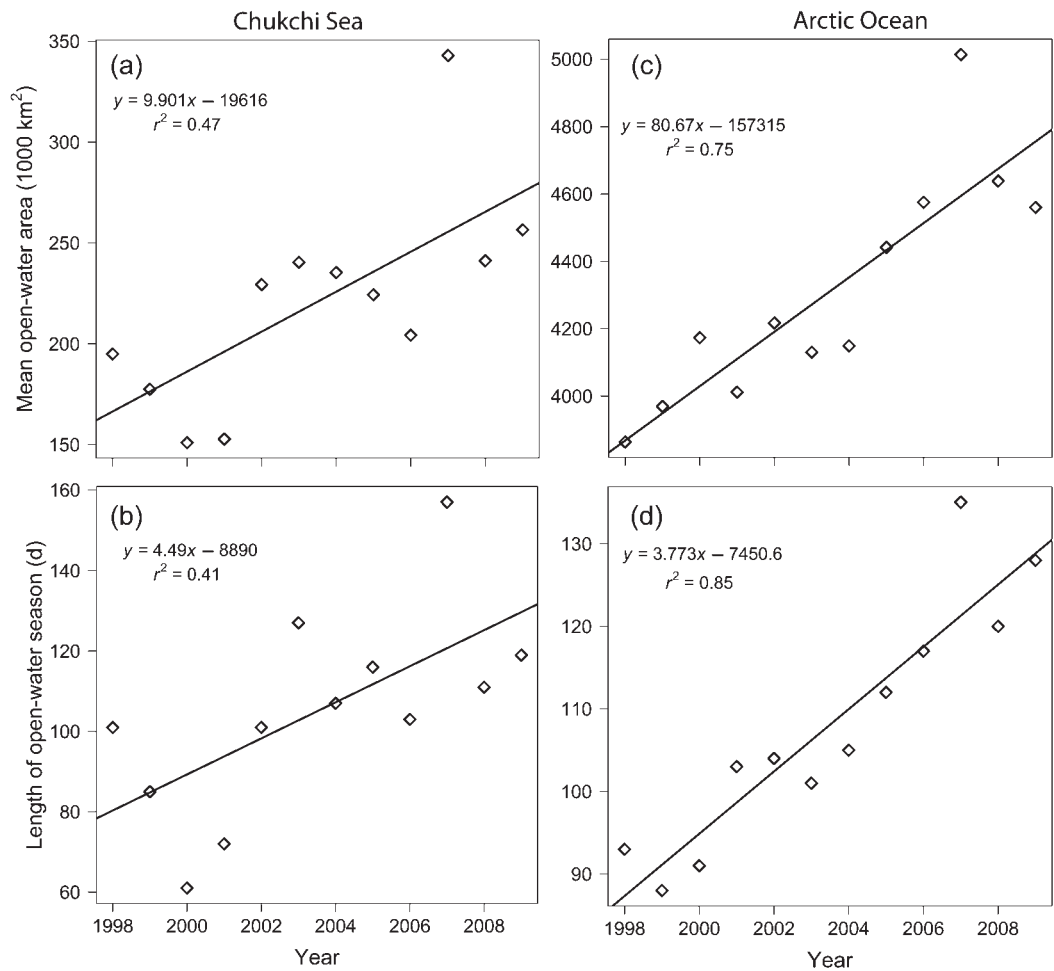 Chukchi Sea
Arctic Ocean
Mean open-water area (1000 km²)
350
300
250
200
150
(a)
y = 9.901x − 19616
r² = 0.47
5000
4800
4600
4400
4200
4000
(c)
y = 80.67x − 157315
r² = 0.75
Length of open-water season (d)
160
140
120
100
80
60
(b)
y = 4.49x − 8890
r² = 0.41
1998 2000 2002 2004 2006 2008
Year
130
120
110
100
90
(d)
y = 3.773x − 7450.6
r² = 0.85
1998 2000 2002 2004 2006 2008
Year